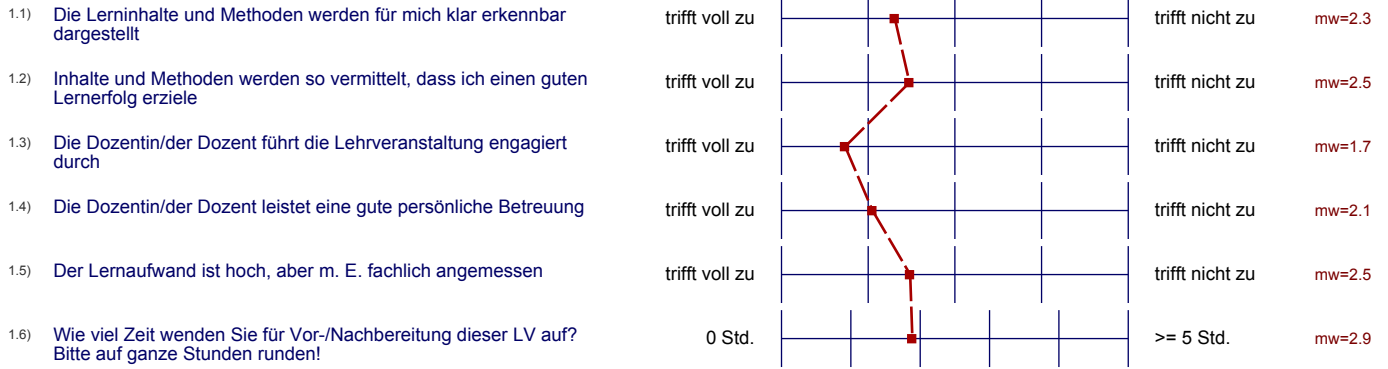 1.1) Die Lerninhalte und Methoden werden für mich klar erkennbar trifft voll zu trifft nicht zu mw=2.3
dargestellt
1.2) Inhalte und Methoden werden so vermittelt, dass ich einen guten trifft voll zu trifft nicht zu mw=2.5
Lernerfolg erziele
1.3) Die Dozentin/der Dozent führt die Lehrveranstaltung engagiert trifft voll zu trifft nicht zu mw=1.7
durch
1.4) Die Dozentin/der Dozent leistet eine gute persönliche Betreuung trifft voll zu trifft nicht zu mw=2.1
1.5) Der Lernaufwand ist hoch, aber m. E. fachlich angemessen trifft voll zu trifft nicht zu mw=2.5
1.6) Wie viel Zeit wenden Sie für Vor-/Nachbereitung dieser LV auf? 0 Std. >= 5 Std. mw=2.9
Bitte auf ganze Stunden runden!